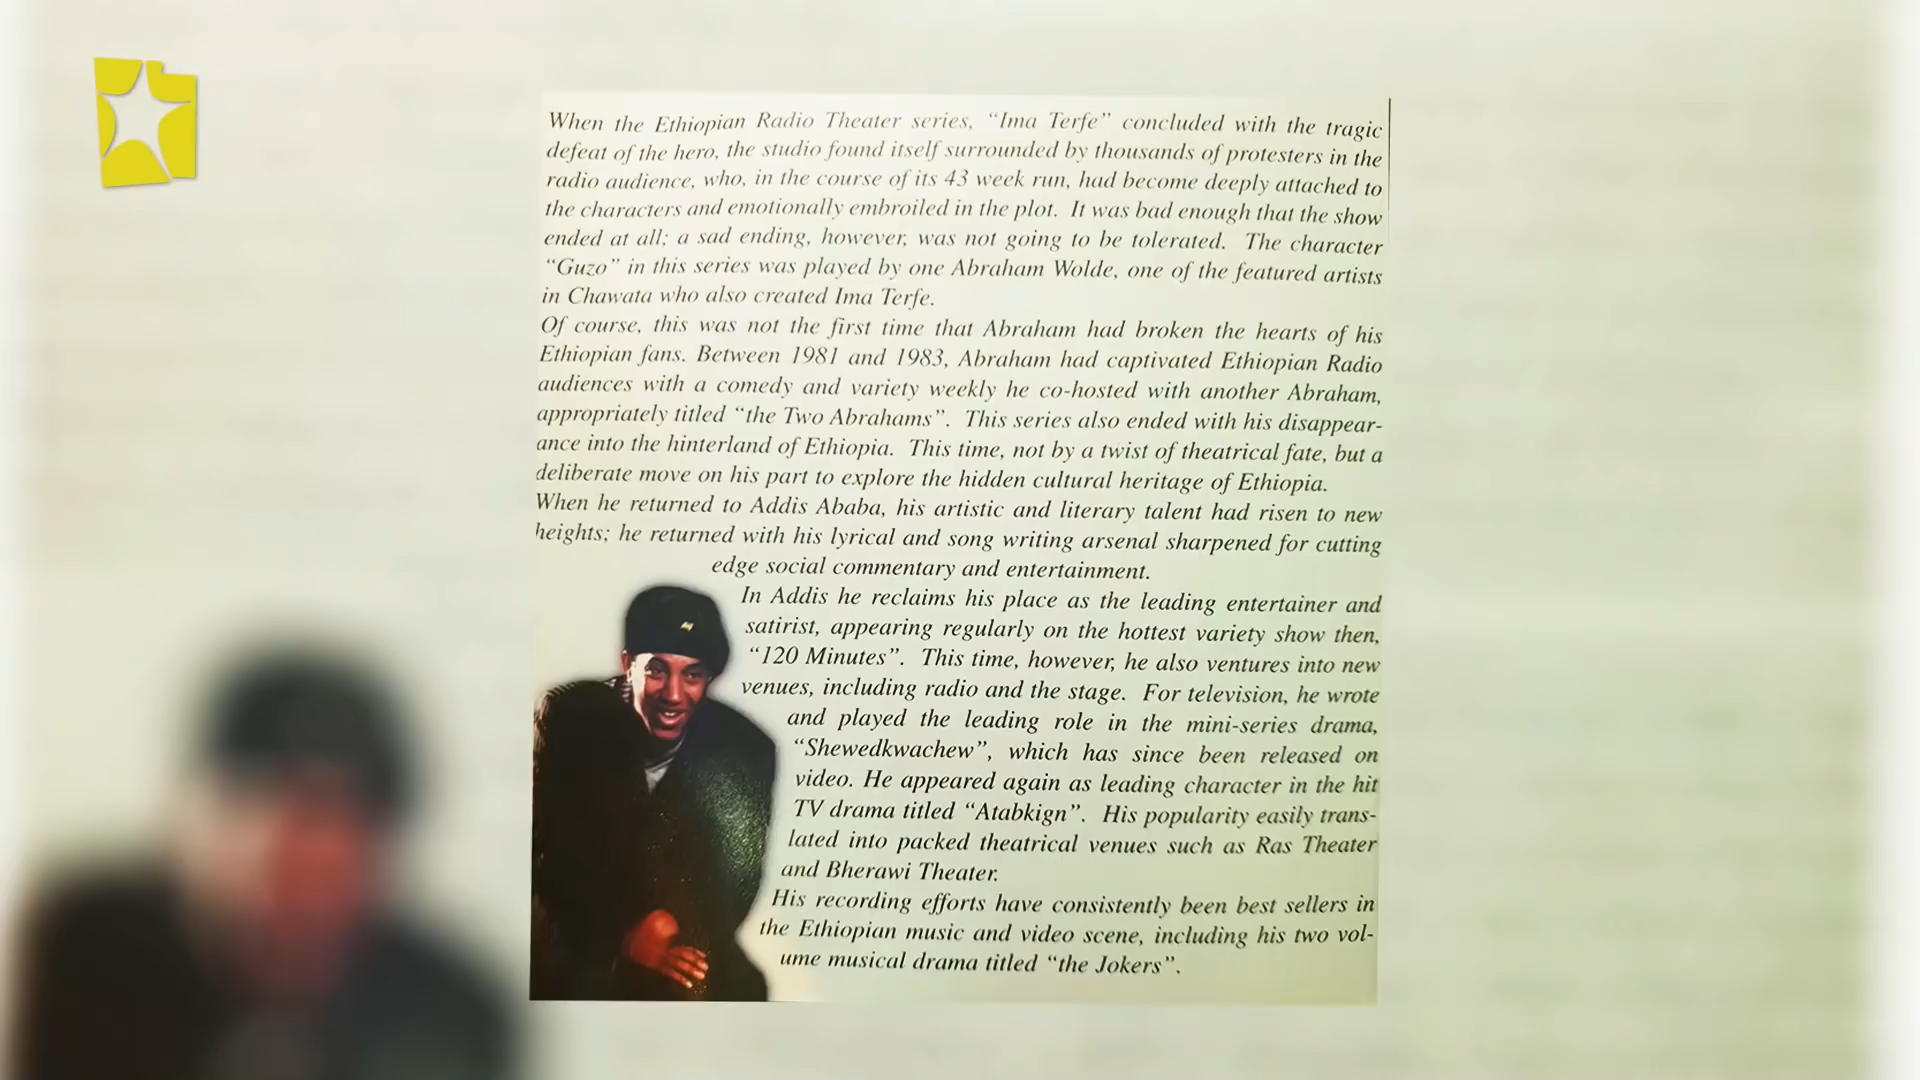 When the Ethiopian Radio Theater series, “Ima Terfe” concluded with the tragic
defeat of the hero, the studio found itself surrounded by thousands of protesters in the
radio audience, who, in the course of its 43 week run, had become deeply attached to
the characters and emotionally embroiled in the plot. It was bad enough that the show
ended at all; a sad ending, however, was not going to be tolerated. The character
“Guzo” in this series was played by one Abraham Wolde, one of the featured artists
in Chawata who also created Ima Terfe.
Of course, this was not the first time that Abraham had broken the hearts of his
Ethiopian fans. Between 1981 and 1983, Abraham had captivated Ethiopian Radio
audiences with a comedy and variety weekly he co-hosted with another Abraham,
appropriately titled “the Two Abrahams”. This series also ended with his disappear-
ance into the hinterland of Ethiopia. This time, not by a twist of theatrical fate, but a
deliberate move on his part to explore the hidden cultural heritage of Ethiopia.
When he returned to Addis Ababa, his artistic and literary talent had risen to new
heights; he returned with his lyrical and song writing arsenal sharpened for cutting
edge social commentary and entertainment.
In Addis he reclaims his place as the leading entertainer and
satirist, appearing regularly on the hottest variety show then,
“120 Minutes”. This time, however, he also ventures into new
venues, including radio and the stage. For television, he wrote
and played the leading role in the mini-series drama,
“Shewedkwachew”, which has since been released on
video. He appeared again as leading character in the hit
TV drama titled “Atabkign”. His popularity easily trans-
lated into packed theatrical venues such as Ras Theater
and Bherawi Theater.
His recording efforts have consistently been best sellers in
the Ethiopian music and video scene, including his two vol-
ume musical drama titled “the Jokers”.